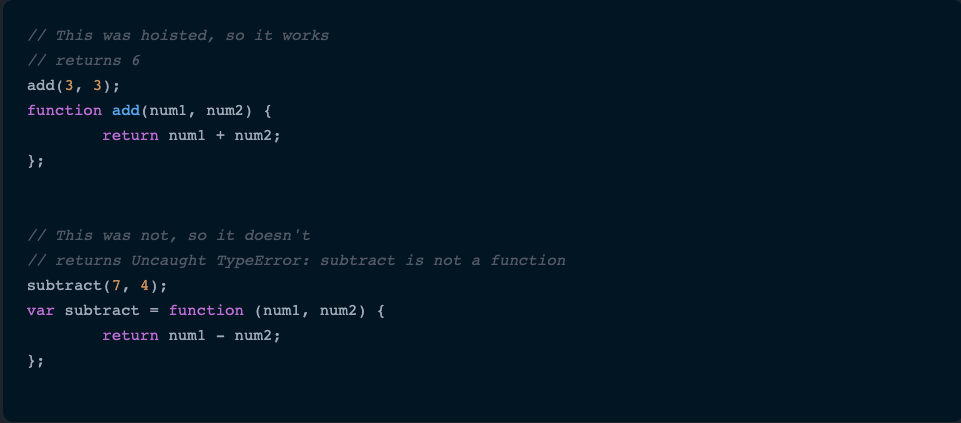 // This was hoisted, so it works
// returns 6
add(3, 3);
function add(num1, num2) {
        return num1 + num2;
};
// This was not, so it doesn't
// returns Uncaught TypeError: subtract is not a function
subtract(7, 4);
var subtract = function (num1, num2) {
        return num1 - num2;
};